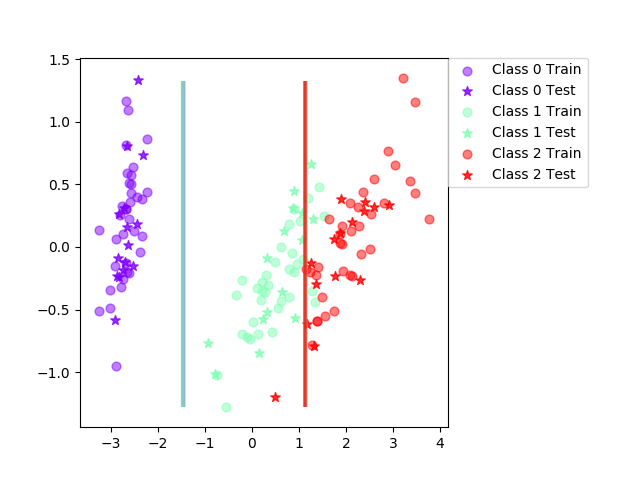 1.5
1.0
0.5
0.0
−0.5
−1.0
−3 −2 −1 0 1 2 3 4
Class 0 Train
Class 0 Test
Class 1 Train
Class 1 Test
Class 2 Train
Class 2 Test